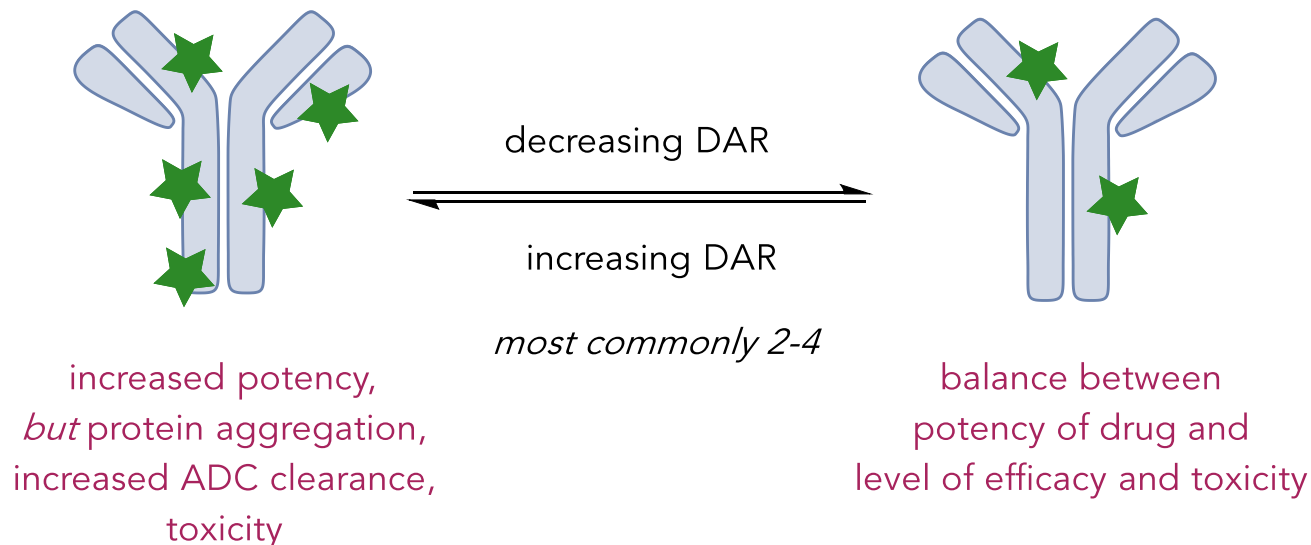 decreasing DAR
increasing DAR
most commonly 2-4
increased potency,
but protein aggregation,
increased ADC clearance,
toxicity
balance between
potency of drug and
level of efficacy and toxicity